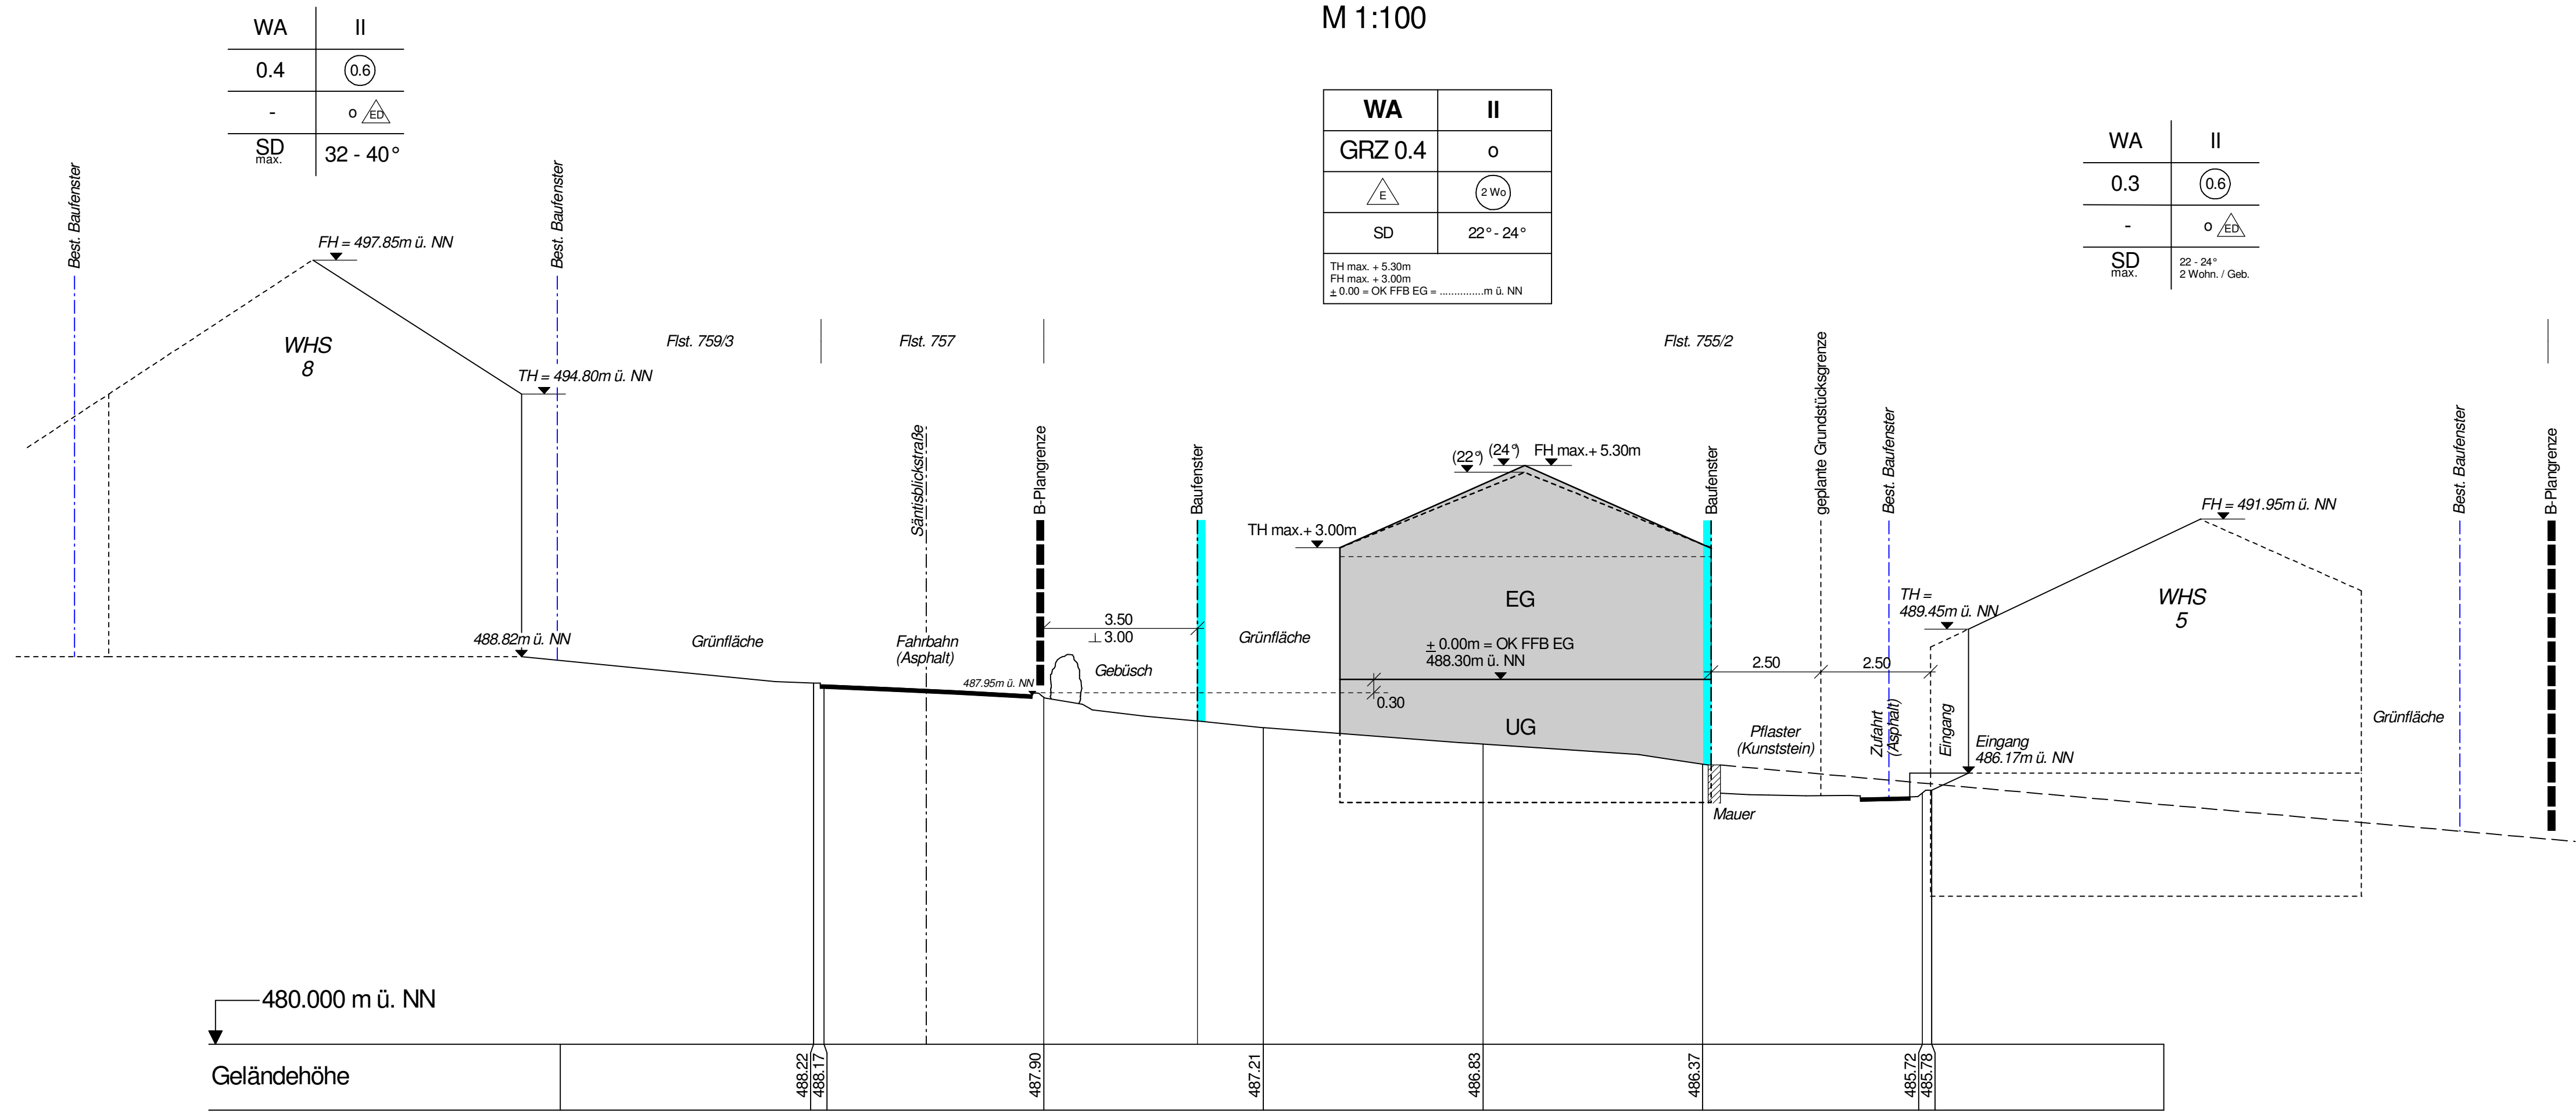 M 1:100
WA II
0.4 0.6
- o ED
SD max. 32 - 40°
WA II
GRZ 0.4 o
E 2 Wo
SD 22° - 24°
TH max. + 5.30m
FH max. + 3.00m
± 0.00 = OK FFB EG = ...............m ü. NN
WA II
0.3 0.6
- o ED
SD max. 22 - 24°
2 Wohn. / Geb.
Best. Baufenster
FH = 497.85m ü. NN
WHS
8
Best. Baufenster
TH = 494.80m ü. NN
488.82m ü. NN
Flst. 759/3
Flst. 757
Flst. 755/2
Grünfläche
Säntisblickstraße
Fahrbahn
(Asphalt)
B-Plangrenze
487.95m ü. NN
3.50
⊥ 3.00
Gebüsch
Baufenster
Grünfläche
TH max.+ 3.00m
(22°) (24°) FH max.+ 5.30m
EG
± 0.00m = OK FFB EG
488.30m ü. NN
0.30
UG
Baufenster
2.50
2.50
geplante Grundstücksgrenze
Best. Baufenster
Pflaster
(Kunststein)
Mauer
Zufahrt
(Asphalt)
Eingang
TH =
489.45m ü. NN
FH = 491.95m ü. NN
WHS
5
Eingang
486.17m ü. NN
Grünfläche
Best. Baufenster
B-Plangrenze
480.000 m ü. NN
Geländehöhe
488.22
488.17
487.90
487.21
486.83
486.37
485.72
485.78